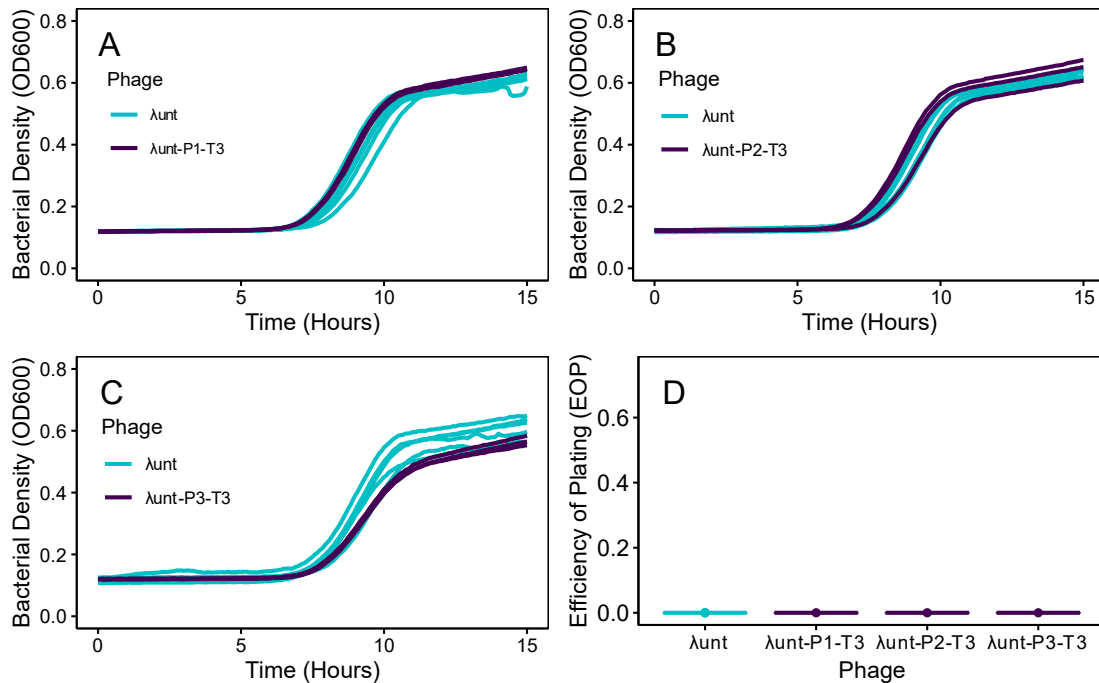 A
Bacterial Density (OD600)
0.8
0.6
0.4
0.2
0.0
Phage
λunt
λunt-P1-T3
0
5
10
15
Time (Hours)
B
Bacterial Density (OD600)
0.8
0.6
0.4
0.2
0.0
Phage
λunt
λunt-P2-T3
0
5
10
15
Time (Hours)
C
Bacterial Density (OD600)
0.8
0.6
0.4
0.2
0.0
Phage
λunt
λunt-P3-T3
0
5
10
15
Time (Hours)
D
Efficiency of Plating (EOP)
0.6
0.4
0.2
0.0
λunt
λunt-P1-T3
λunt-P2-T3
λunt-P3-T3
Phage